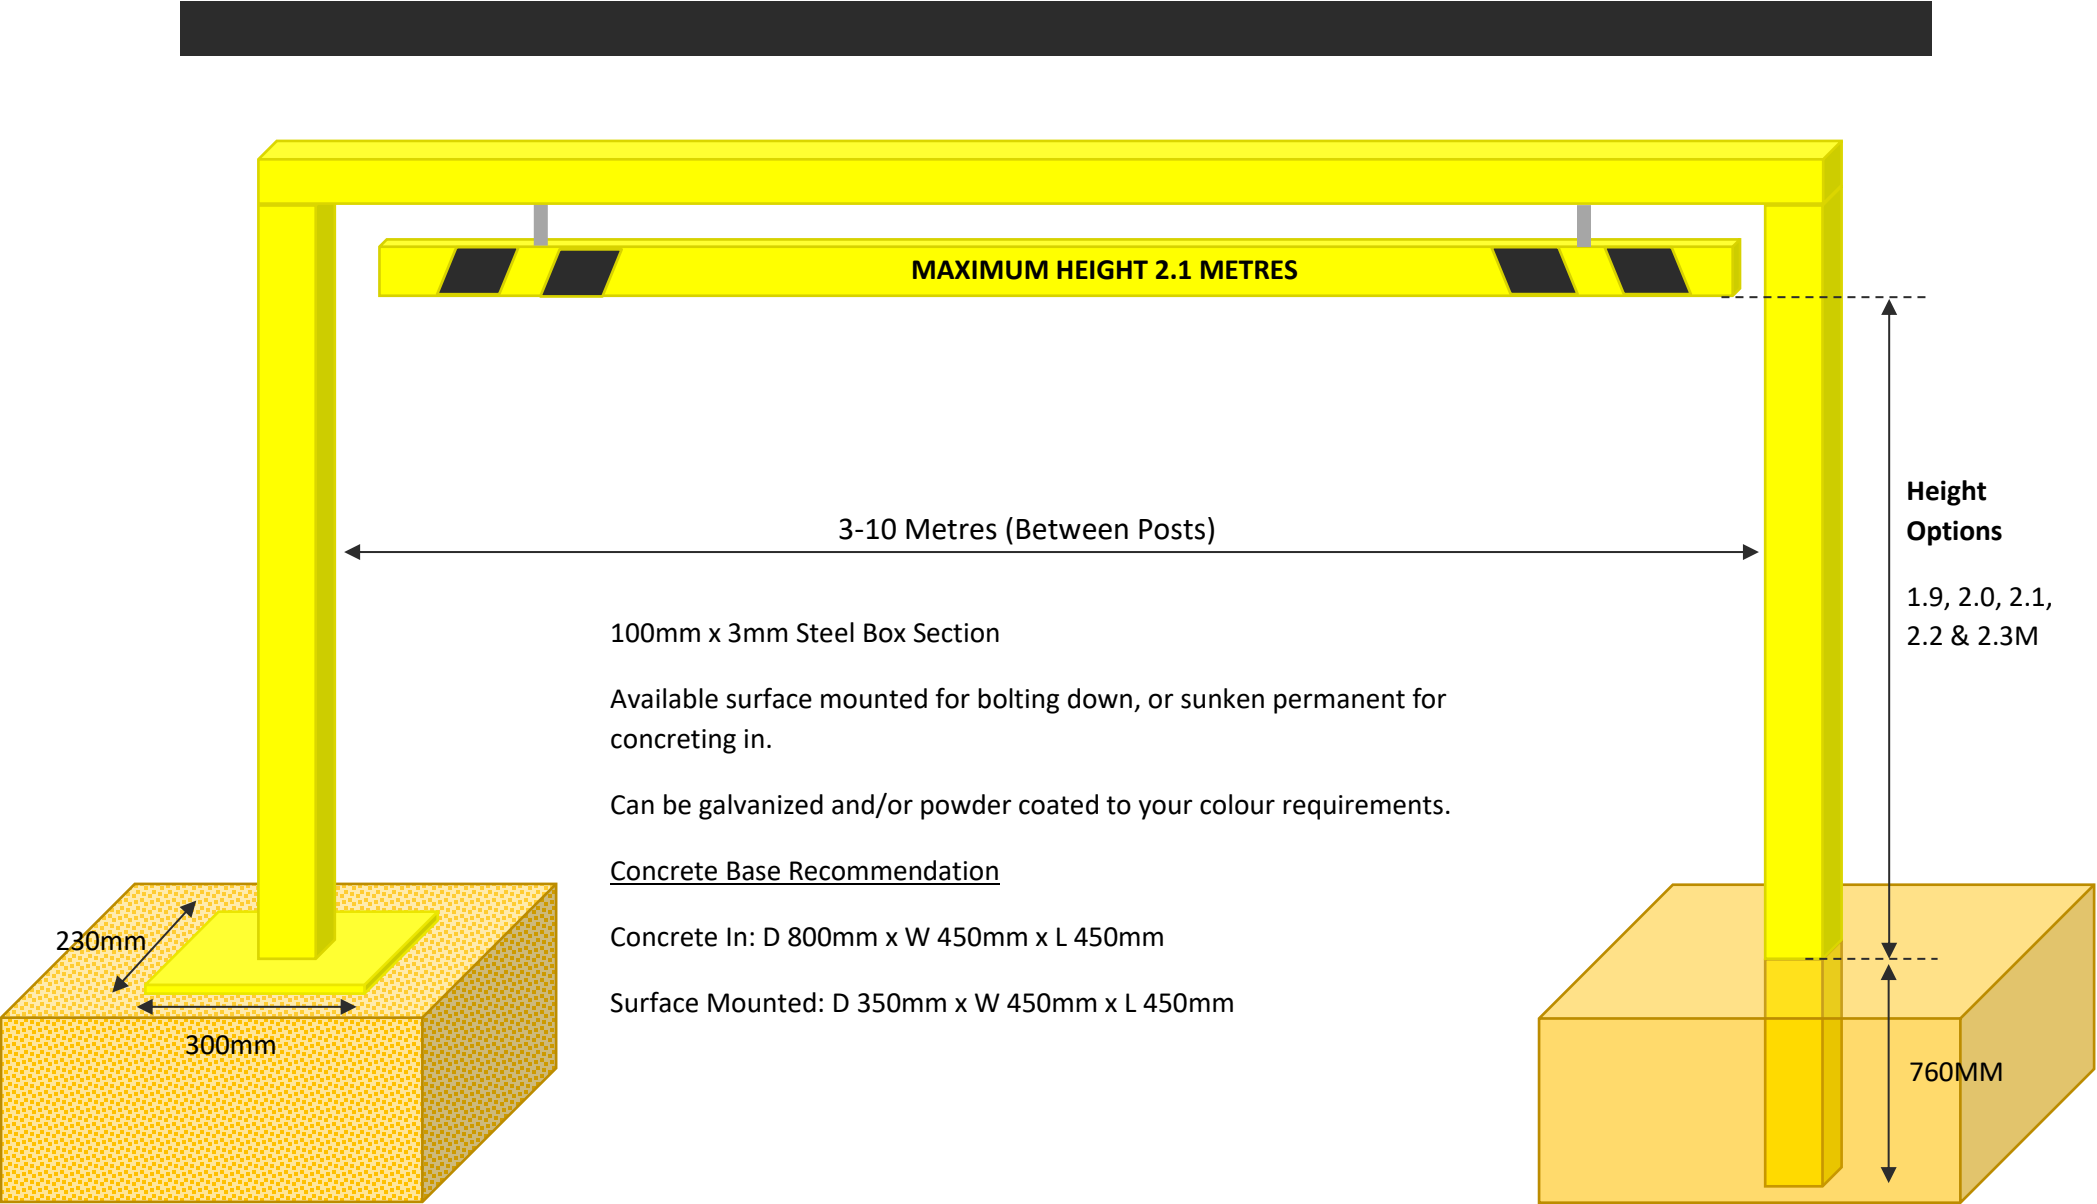 MAXIMUM HEIGHT 2.1 METRES
3-10 Metres (Between Posts)
Height
Options
1.9, 2.0, 2.1,
2.2 & 2.3M
100mm x 3mm Steel Box Section
Available surface mounted for bolting down, or sunken permanent for
concreting in.
Can be galvanized and/or powder coated to your colour requirements.
Concrete Base Recommendation
Concrete In: D 800mm x W 450mm x L 450mm
Surface Mounted: D 350mm x W 450mm x L 450mm
230mm
300mm
760MM